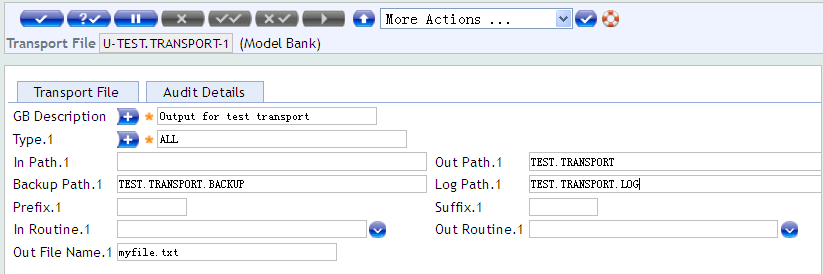 More Actions ...
Transport File U-TEST.TRANSPORT-1 (Model Bank)
Transport File Audit Details
GB Description Output for test transport
Type.1 ALL
In Path.1 Out Path.1 TEST.TRANSPORT
Backup Path.1 TEST.TRANSPORT.BACKUP Log Path.1 TEST.TRANSPORT.LOG
Prefix.1 Suffix.1
In Routine.1 Out Routine.1
Out File Name.1 myfile.txt